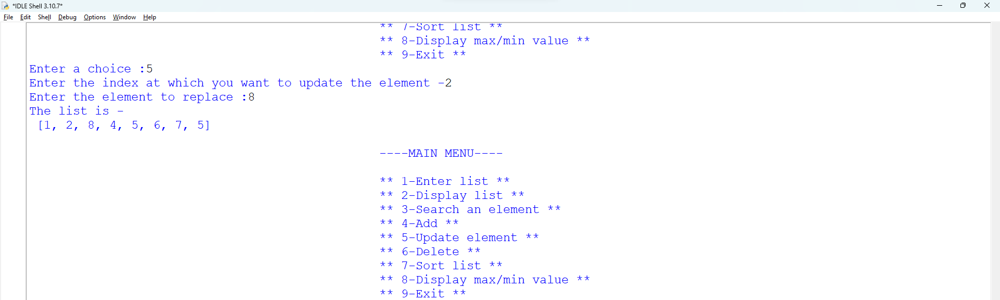 *IDLE Shell 3.10.7*
File Edit Shell Debug Options Window Help
** 7-Sort list **
** 8-Display max/min value **
** 9-Exit **
Enter a choice :5
Enter the index at which you want to update the element -2
Enter the element to replace :8
The list is -
[1, 2, 8, 4, 5, 6, 7, 5]
----MAIN MENU----
** 1-Enter list **
** 2-Display list **
** 3-Search an element **
** 4-Add **
** 5-Update element **
** 6-Delete **
** 7-Sort list **
** 8-Display max/min value **
** 9-Exit **